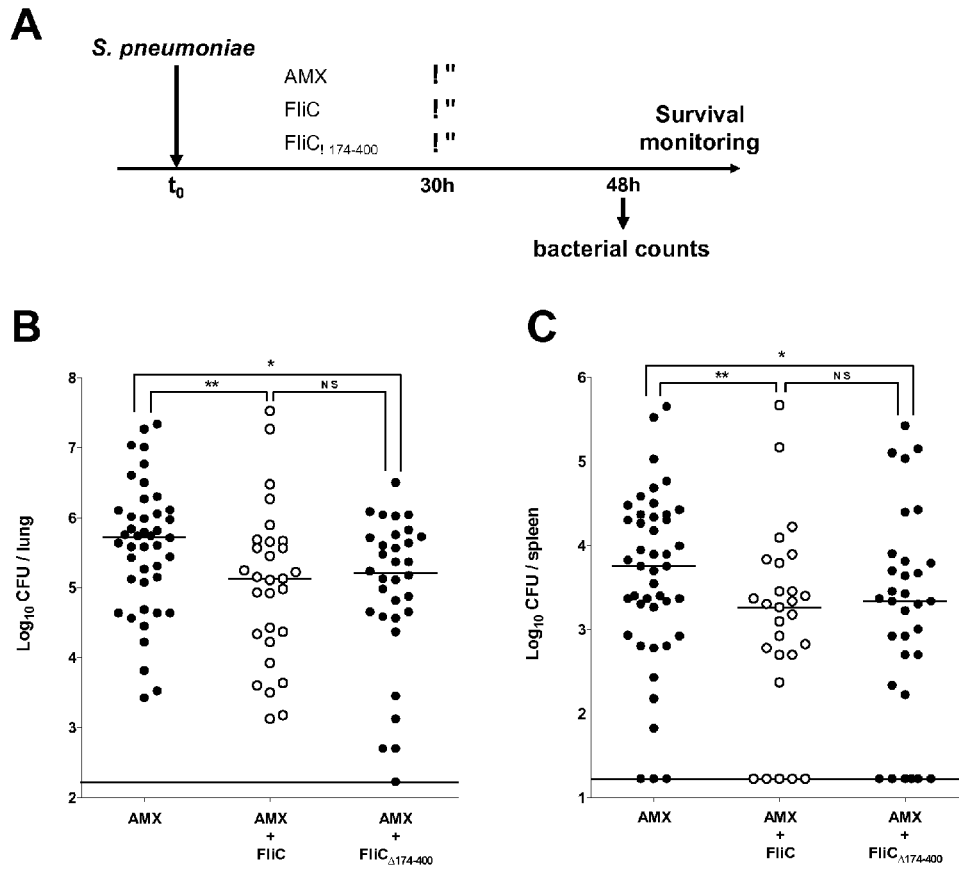 A
S. pneumoniae
AMX ! "
FliC ! "
FliC! 174-400 ! "
Survival
monitoring
t0 30h 48h
bacterial counts
B
*
** NS
Log10 CFU / lung
8
7
6
5
4
3
2
AMX
AMX
+
FliC
AMX
+
FliCΔ174-400
C
*
** NS
Log10 CFU / spleen
6
5
4
3
2
1
AMX
AMX
+
FliC
AMX
+
FliCΔ174-400